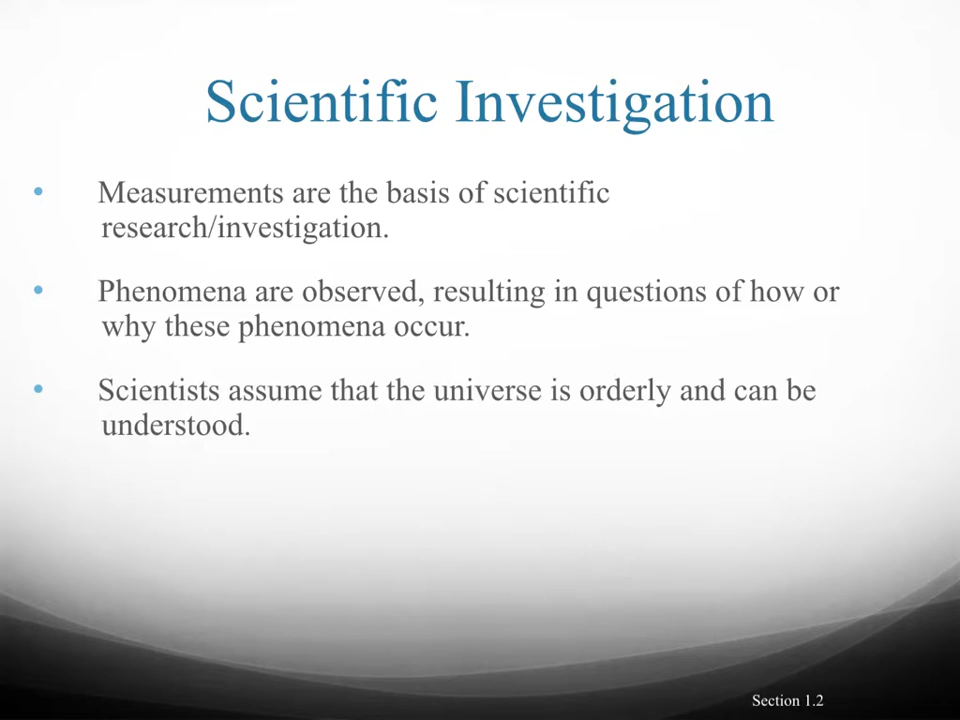 Scientific Investigation
• Measurements are the basis of scientific
research/investigation.
• Phenomena are observed, resulting in questions of how or
why these phenomena occur.
• Scientists assume that the universe is orderly and can be
understood.
Section 1.2